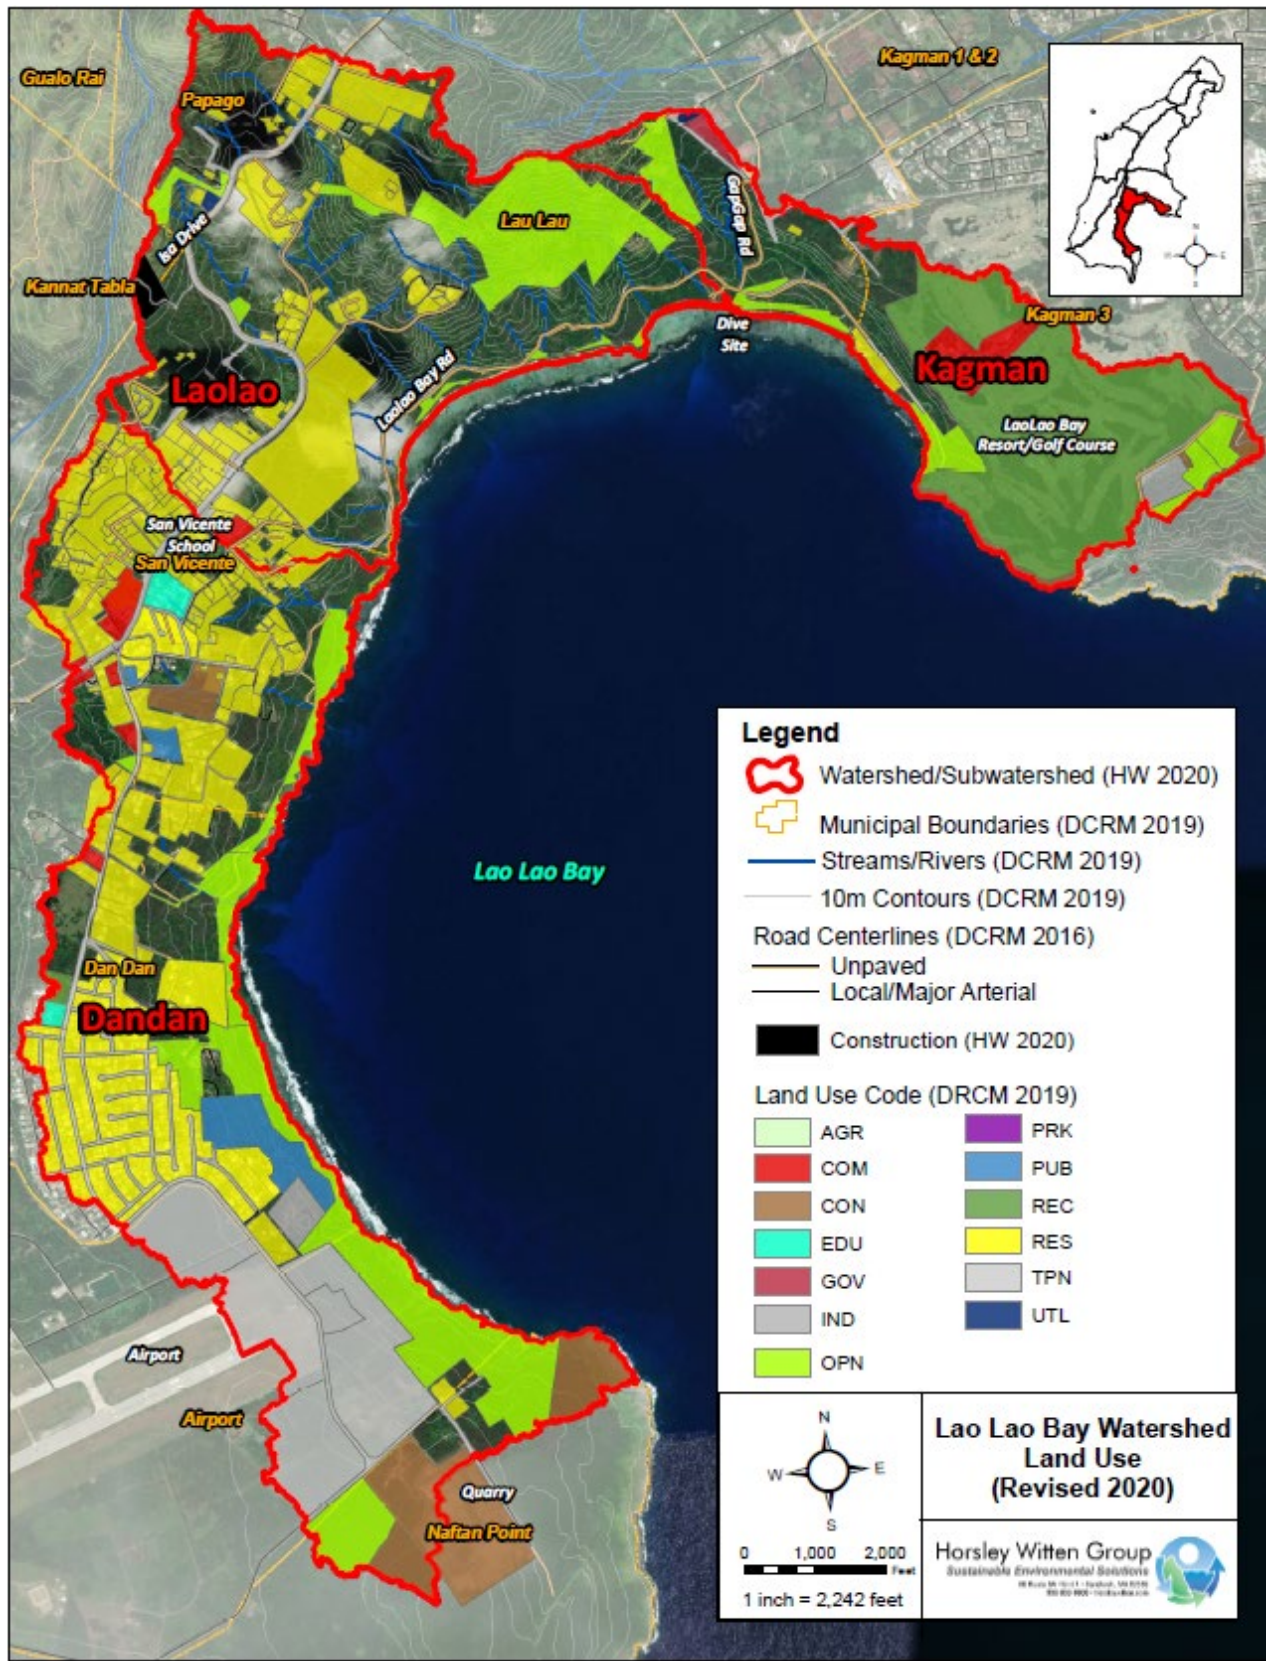 Gualo Rai
Papago
Kagman 1 & 2
N
W
E
S
Isa Drive
Lau Lau
GapGap Rd
Kannat Tabla
Kagman 3
Dive
Site
Kagman
Laolao
Laolao Bay Rd
LaoLao Bay
Resort/Golf Course
San Vicente
School
San Vicente
Lao Lao Bay
Dan Dan
Dandan
Airport
Airport
Quarry
Naftan Point
Legend
Watershed/Subwatershed (HW 2020)
Municipal Boundaries (DCRM 2019)
Streams/Rivers (DCRM 2019)
10m Contours (DCRM 2019)
Road Centerlines (DCRM 2016)
Unpaved
Local/Major Arterial
Construction (HW 2020)
Land Use Code (DRCM 2019)
AGR
PRK
COM
PUB
CON
REC
EDU
RES
GOV
TPN
IND
UTL
OPN
N
W
E
S
0 1,000 2,000
Feet
1 inch = 2,242 feet
Lao Lao Bay Watershed
Land Use
(Revised 2020)
Horsley Witten Group
Sustainable Environmental Solutions